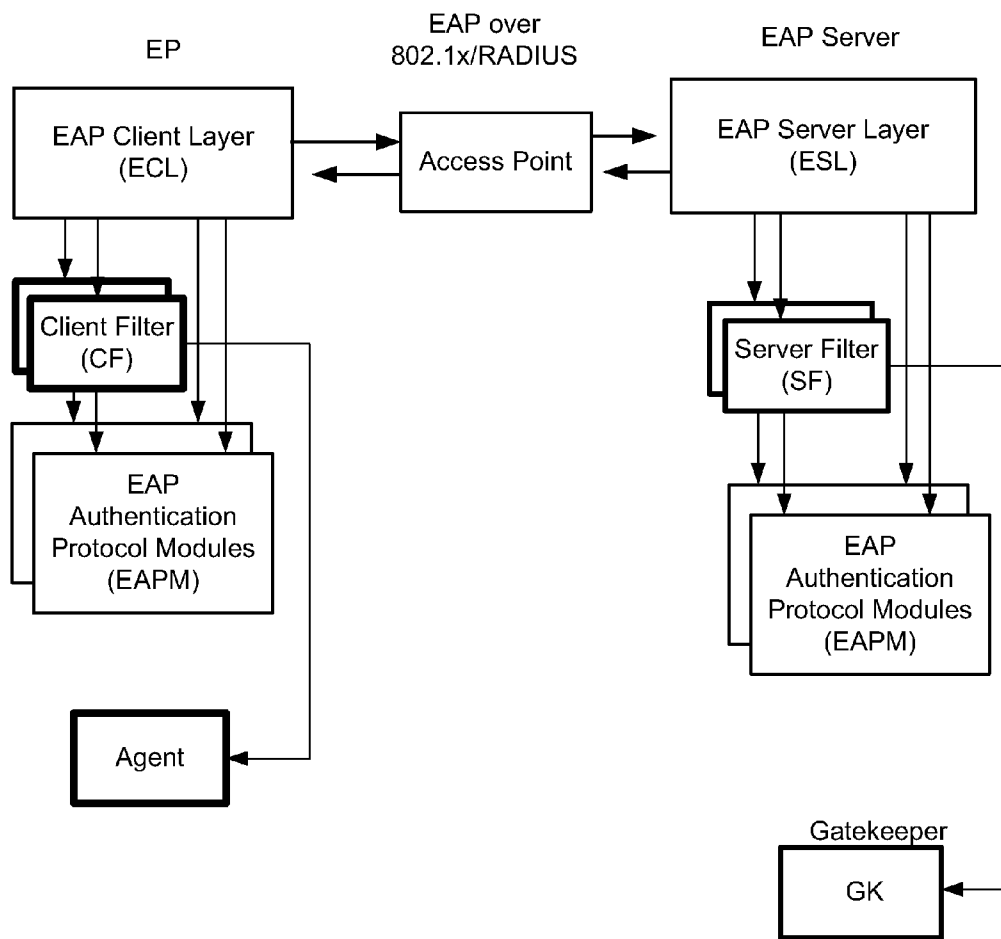 EP
EAP over
802.1x/RADIUS
EAP Server
EAP Client Layer
(ECL)
Access Point
EAP Server Layer
(ESL)
Client Filter
(CF)
Server Filter
(SF)
EAP
Authentication
Protocol Modules
(EAPM)
EAP
Authentication
Protocol Modules
(EAPM)
Agent
Gatekeeper
GK